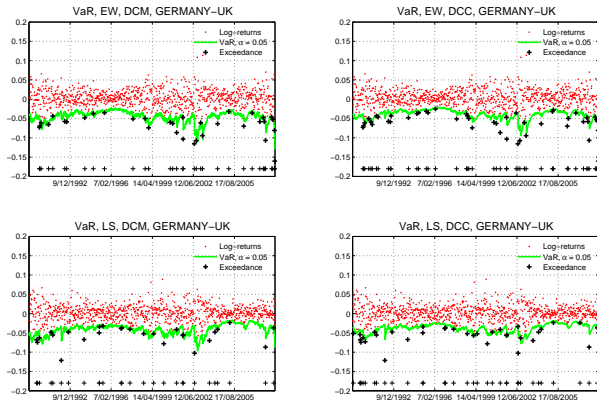 VaR, EW, DCM, GERMANY−UK
0.2
0.15
0.1
0.05
0
−0.05
−0.1
−0.15
−0.2
Log−returns
VaR, α = 0.05
Exceedance
9/12/1992 7/02/1996 14/04/1999 12/06/2002 17/08/2005
VaR, EW, DCC, GERMANY−UK
0.2
0.15
0.1
0.05
0
−0.05
−0.1
−0.15
−0.2
Log−returns
VaR, α = 0.05
Exceedance
9/12/1992 7/02/1996 14/04/1999 12/06/2002 17/08/2005
VaR, LS, DCM, GERMANY−UK
0.2
0.15
0.1
0.05
0
−0.05
−0.1
−0.15
−0.2
Log−returns
VaR, α = 0.05
Exceedance
9/12/1992 7/02/1996 14/04/1999 12/06/2002 17/08/2005
VaR, LS, DCC, GERMANY−UK
0.2
0.15
0.1
0.05
0
−0.05
−0.1
−0.15
−0.2
Log−returns
VaR, α = 0.05
Exceedance
9/12/1992 7/02/1996 14/04/1999 12/06/2002 17/08/2005